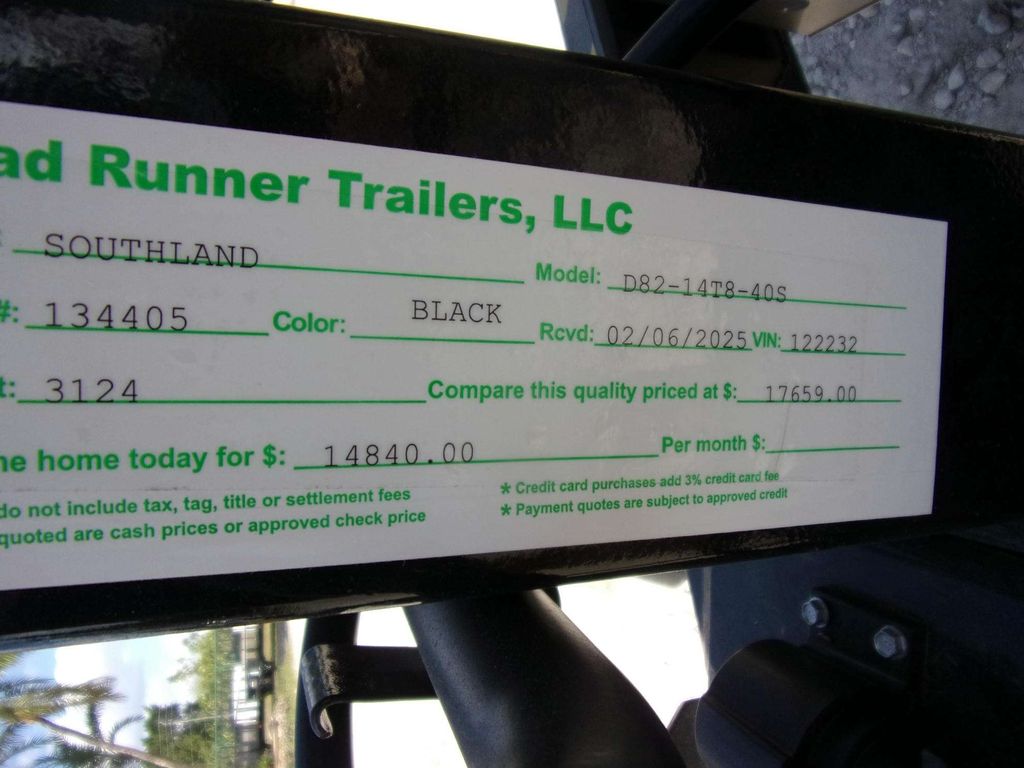 ad Runner Trailers, LLC
SOUTHLAND Model: D82-14T8-40S
#: 134405 Color: BLACK Rcvd: 02/06/2025 VIN: 122232
t: 3124 Compare this quality priced at $: 17659.00
me home today for $: 14840.00 Per month $:
do not include tax, tag, title or settlement fees
quoted are cash prices or approved check price
* Credit card purchases add 3% credit card fee
* Payment quotes are subject to approved credit